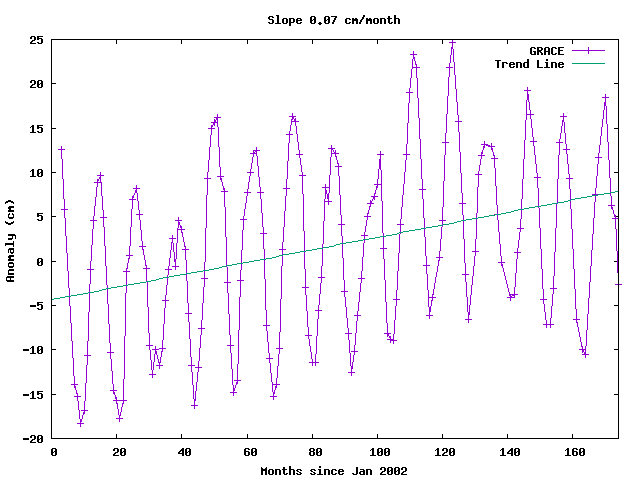 Slope 0.07 cm/month
GRACE
Trend Line
Anomaly (cm)
25
20
15
10
5
0
-5
-10
-15
-20
0 20 40 60 80 100 120 140 160
Months since Jan 2002